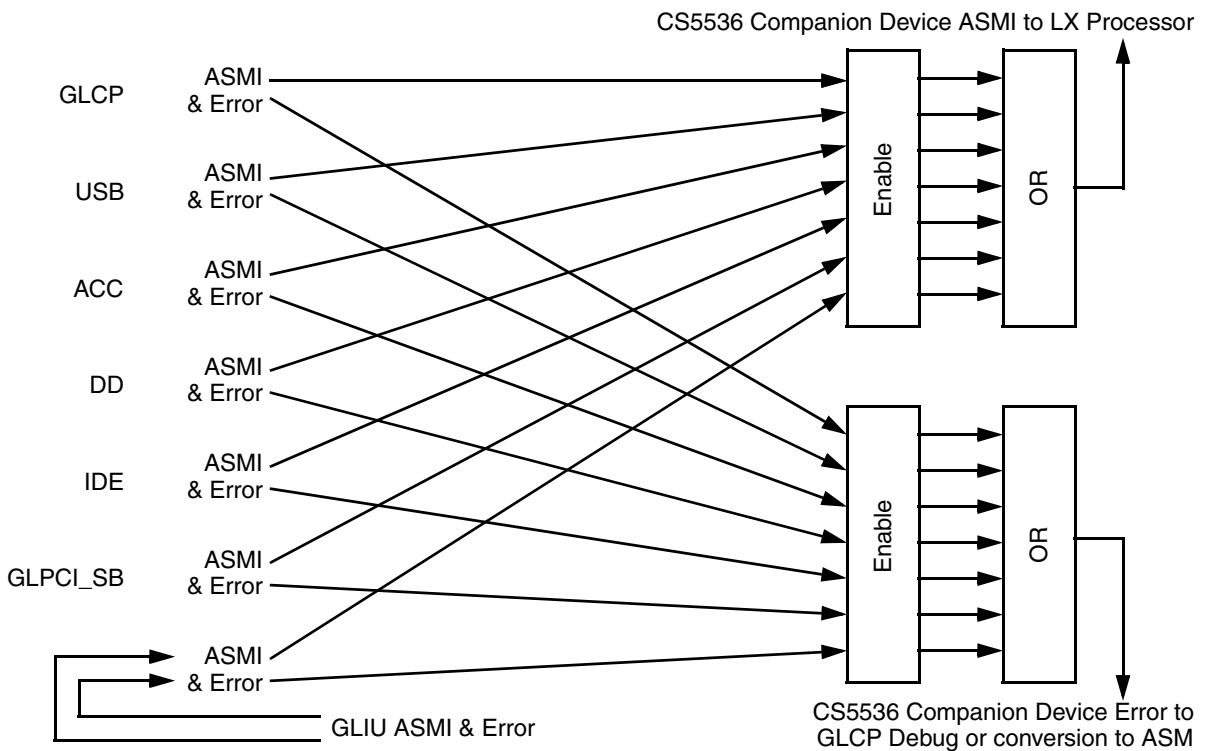 CS5536 Companion Device ASMI to LX Processor
GLCP
ASMI
& Error
USB
ASMI
& Error
ACC
ASMI
& Error
DD
ASMI
& Error
IDE
ASMI
& Error
GLPCI_SB
ASMI
& Error
ASMI
& Error
GLIU ASMI & Error
Enable
OR
Enable
OR
CS5536 Companion Device Error to
GLCP Debug or conversion to ASM